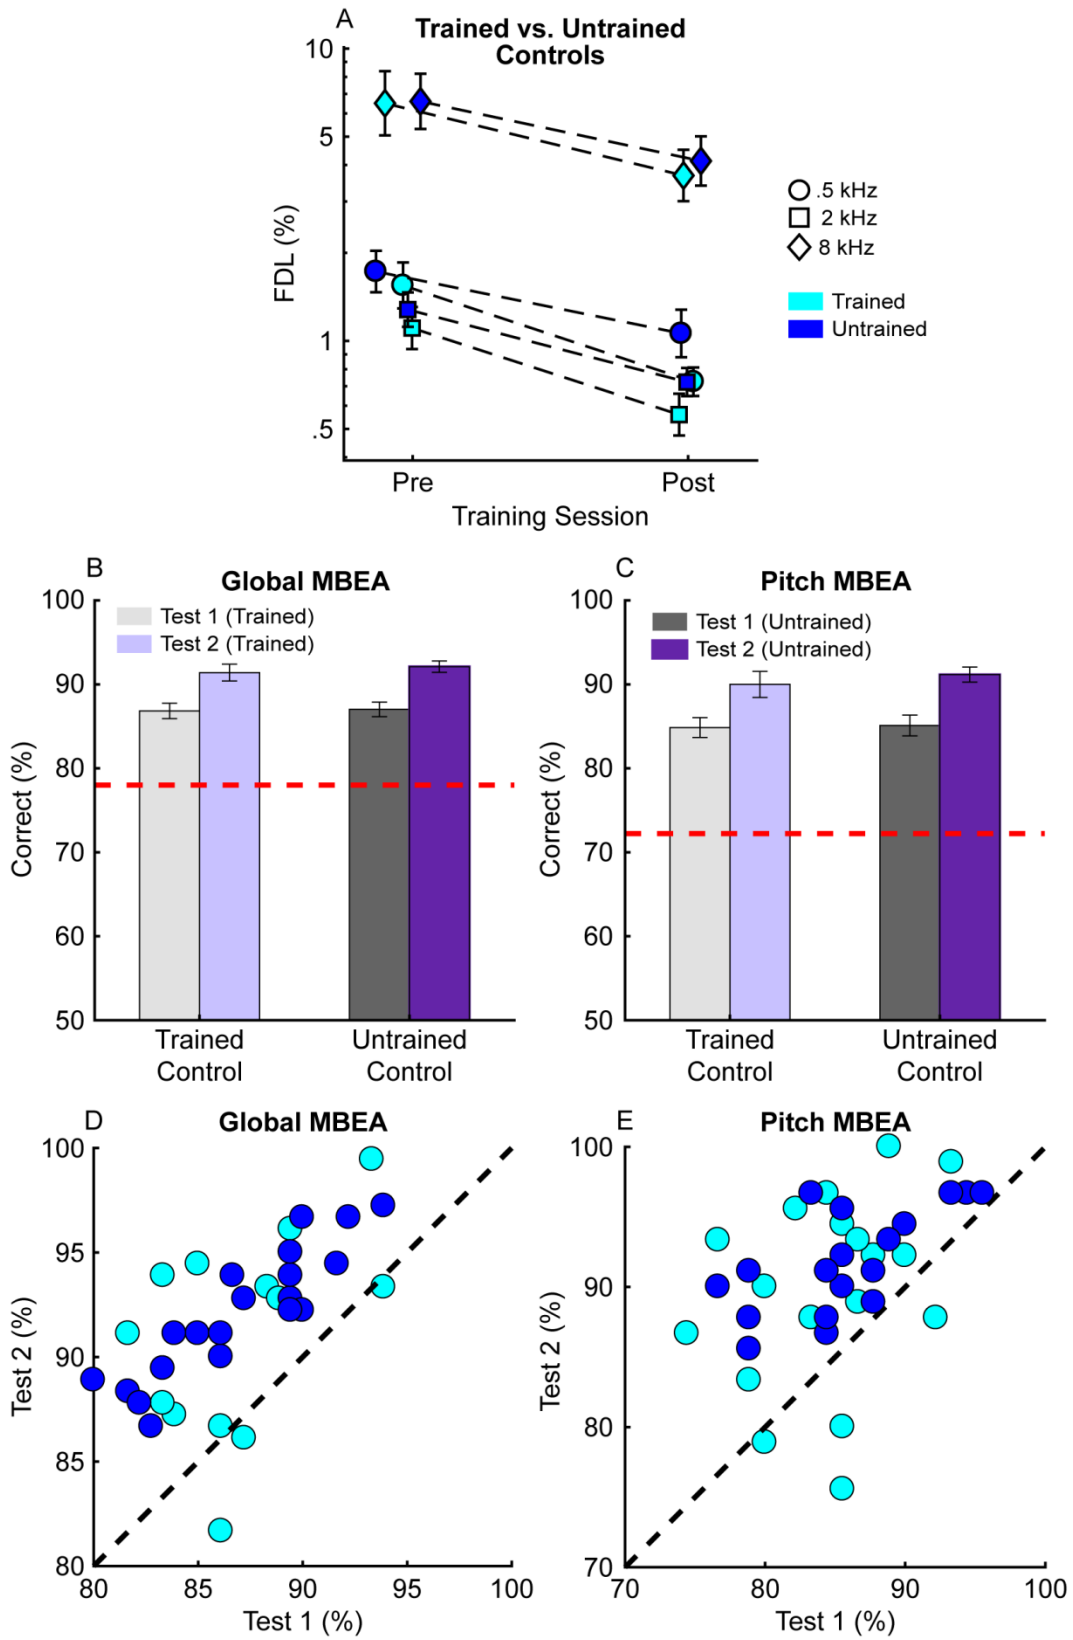 A
Trained vs. Untrained
Controls
10
5
1
.5
FDL (%)
Pre
Post
Training Session
.5 kHz
2 kHz
8 kHz
Trained
Untrained
B
Global MBEA
100
90
80
70
60
50
Correct (%)
Test 1 (Trained)
Test 2 (Trained)
Trained
Control
Untrained
Control
C
Pitch MBEA
100
90
80
70
60
50
Correct (%)
Test 1 (Untrained)
Test 2 (Untrained)
Trained
Control
Untrained
Control
D
Global MBEA
100
95
90
85
80
Test 2 (%)
80
85
90
95
100
Test 1 (%)
E
Pitch MBEA
100
90
80
70
Test 2 (%)
70
80
90
100
Test 1 (%)